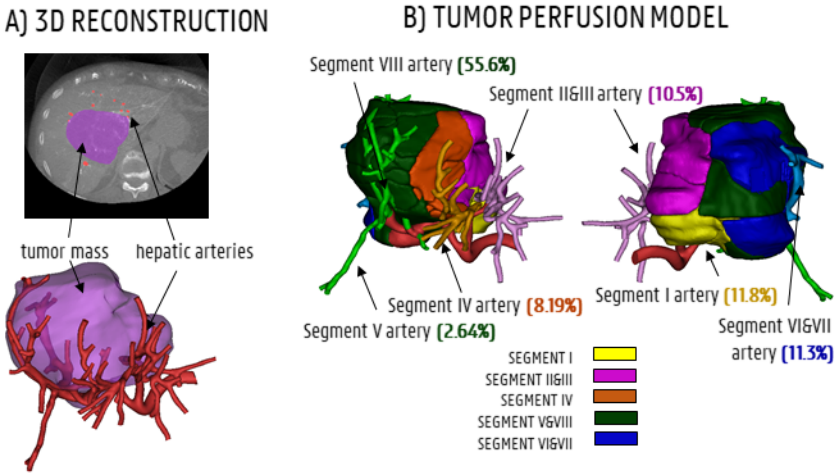 A) 3D RECONSTRUCTION
tumor mass
hepatic arteries
B) TUMOR PERFUSION MODEL
Segment VIII artery (55.6%)
Segment II&III artery (10.5%)
Segment IV artery (8.19%)
Segment V artery (2.64%)
Segment I artery (11.8%)
Segment VI&VII
artery (11.3%)
SEGMENT I
SEGMENT II&III
SEGMENT IV
SEGMENT V&VIII
SEGMENT VI&VII